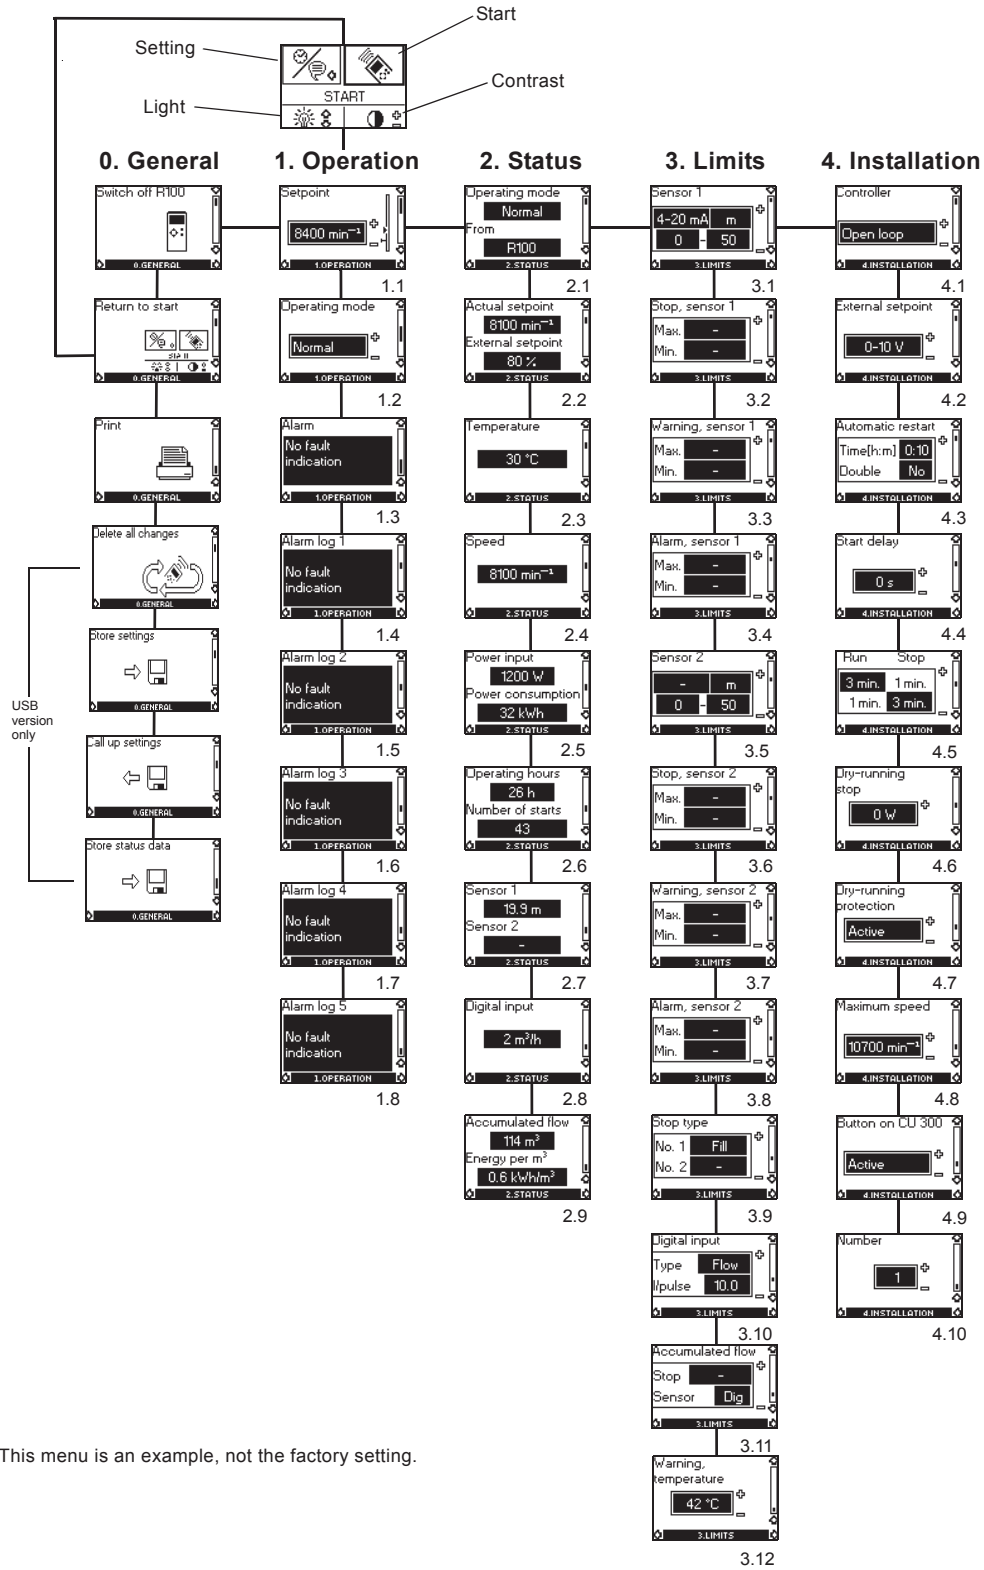 Start
Setting
Contrast
START
Light
0. General
1. Operation
2. Status
3. Limits
4. Installation
Switch off R100
0.GENERAL
Return to start
START
0.GENERAL
Print
0.GENERAL
Delete all changes
0.GENERAL
Store settings
0.GENERAL
Call up settings
0.GENERAL
Store status data
0.GENERAL
USB
version
only
Setpoint
8400 min⁻¹
1.OPERATION
1.1
Operating mode
Normal
1.OPERATION
1.2
Alarm
No fault
indication
1.OPERATION
1.3
Alarm log 1
No fault
indication
1.OPERATION
1.4
Alarm log 2
No fault
indication
1.OPERATION
1.5
Alarm log 3
No fault
indication
1.OPERATION
1.6
Alarm log 4
No fault
indication
1.OPERATION
1.7
Alarm log 5
No fault
indication
1.OPERATION
1.8
Operating mode
Normal
From
R100
2.STATUS
2.1
Actual setpoint
8100 min⁻¹
External setpoint
80 %
2.STATUS
2.2
Temperature
30 °C
2.STATUS
2.3
Speed
8100 min⁻¹
2.STATUS
2.4
Power input
1200 W
Power consumption
32 kWh
2.STATUS
2.5
Operating hours
26 h
Number of starts
43
2.STATUS
2.6
Sensor 1
19.9 m
Sensor 2
-
2.STATUS
2.7
Digital input
2 m³/h
2.STATUS
2.8
Accumulated flow
114 m³
Energy per m³
0.6 kWh/m³
2.STATUS
2.9
Sensor 1
4-20 mA m
0 - 50
3.LIMITS
3.1
Stop, sensor 1
Max. -
Min. -
3.LIMITS
3.2
Warning, sensor 1
Max. -
Min. -
3.LIMITS
3.3
Alarm, sensor 1
Max. -
Min. -
3.LIMITS
3.4
Sensor 2
- m
0 - 50
3.LIMITS
3.5
Stop, sensor 2
Max. -
Min. -
3.LIMITS
3.6
Warning, sensor 2
Max. -
Min. -
3.LIMITS
3.7
Alarm, sensor 2
Max. -
Min. -
3.LIMITS
3.8
Stop type
No. 1 Fill
No. 2 -
3.LIMITS
3.9
Digital input
Type Flow
l/pulse 10.0
3.LIMITS
3.10
Accumulated flow
Stop -
Sensor Dig
3.LIMITS
3.11
Warning,
temperature
42 °C
3.LIMITS
3.12
Controller
Open loop
4.INSTALLATION
4.1
External setpoint
0-10 V
4.INSTALLATION
4.2
Automatic restart
Time[h:m] 0:10
Double No
4.INSTALLATION
4.3
Start delay
0 s
4.INSTALLATION
4.4
Run Stop
3 min. 1 min.
1 min. 3 min.
4.INSTALLATION
4.5
Dry-running
stop
0 W
4.INSTALLATION
4.6
Dry-running
protection
Active
4.INSTALLATION
4.7
Maximum speed
10700 min⁻¹
4.INSTALLATION
4.8
Button on CU 300
Active
4.INSTALLATION
4.9
Number
1
4.INSTALLATION
4.10
This menu is an example, not the factory setting.